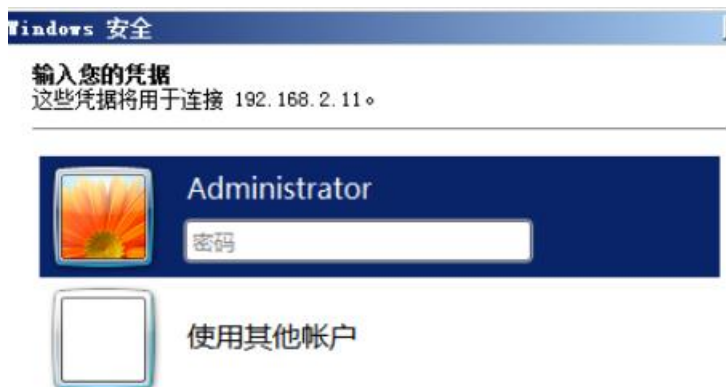 Windows 安全
输入您的凭据
这些凭据将用于连接 192.168.2.11。
Administrator
密码
使用其他帐户